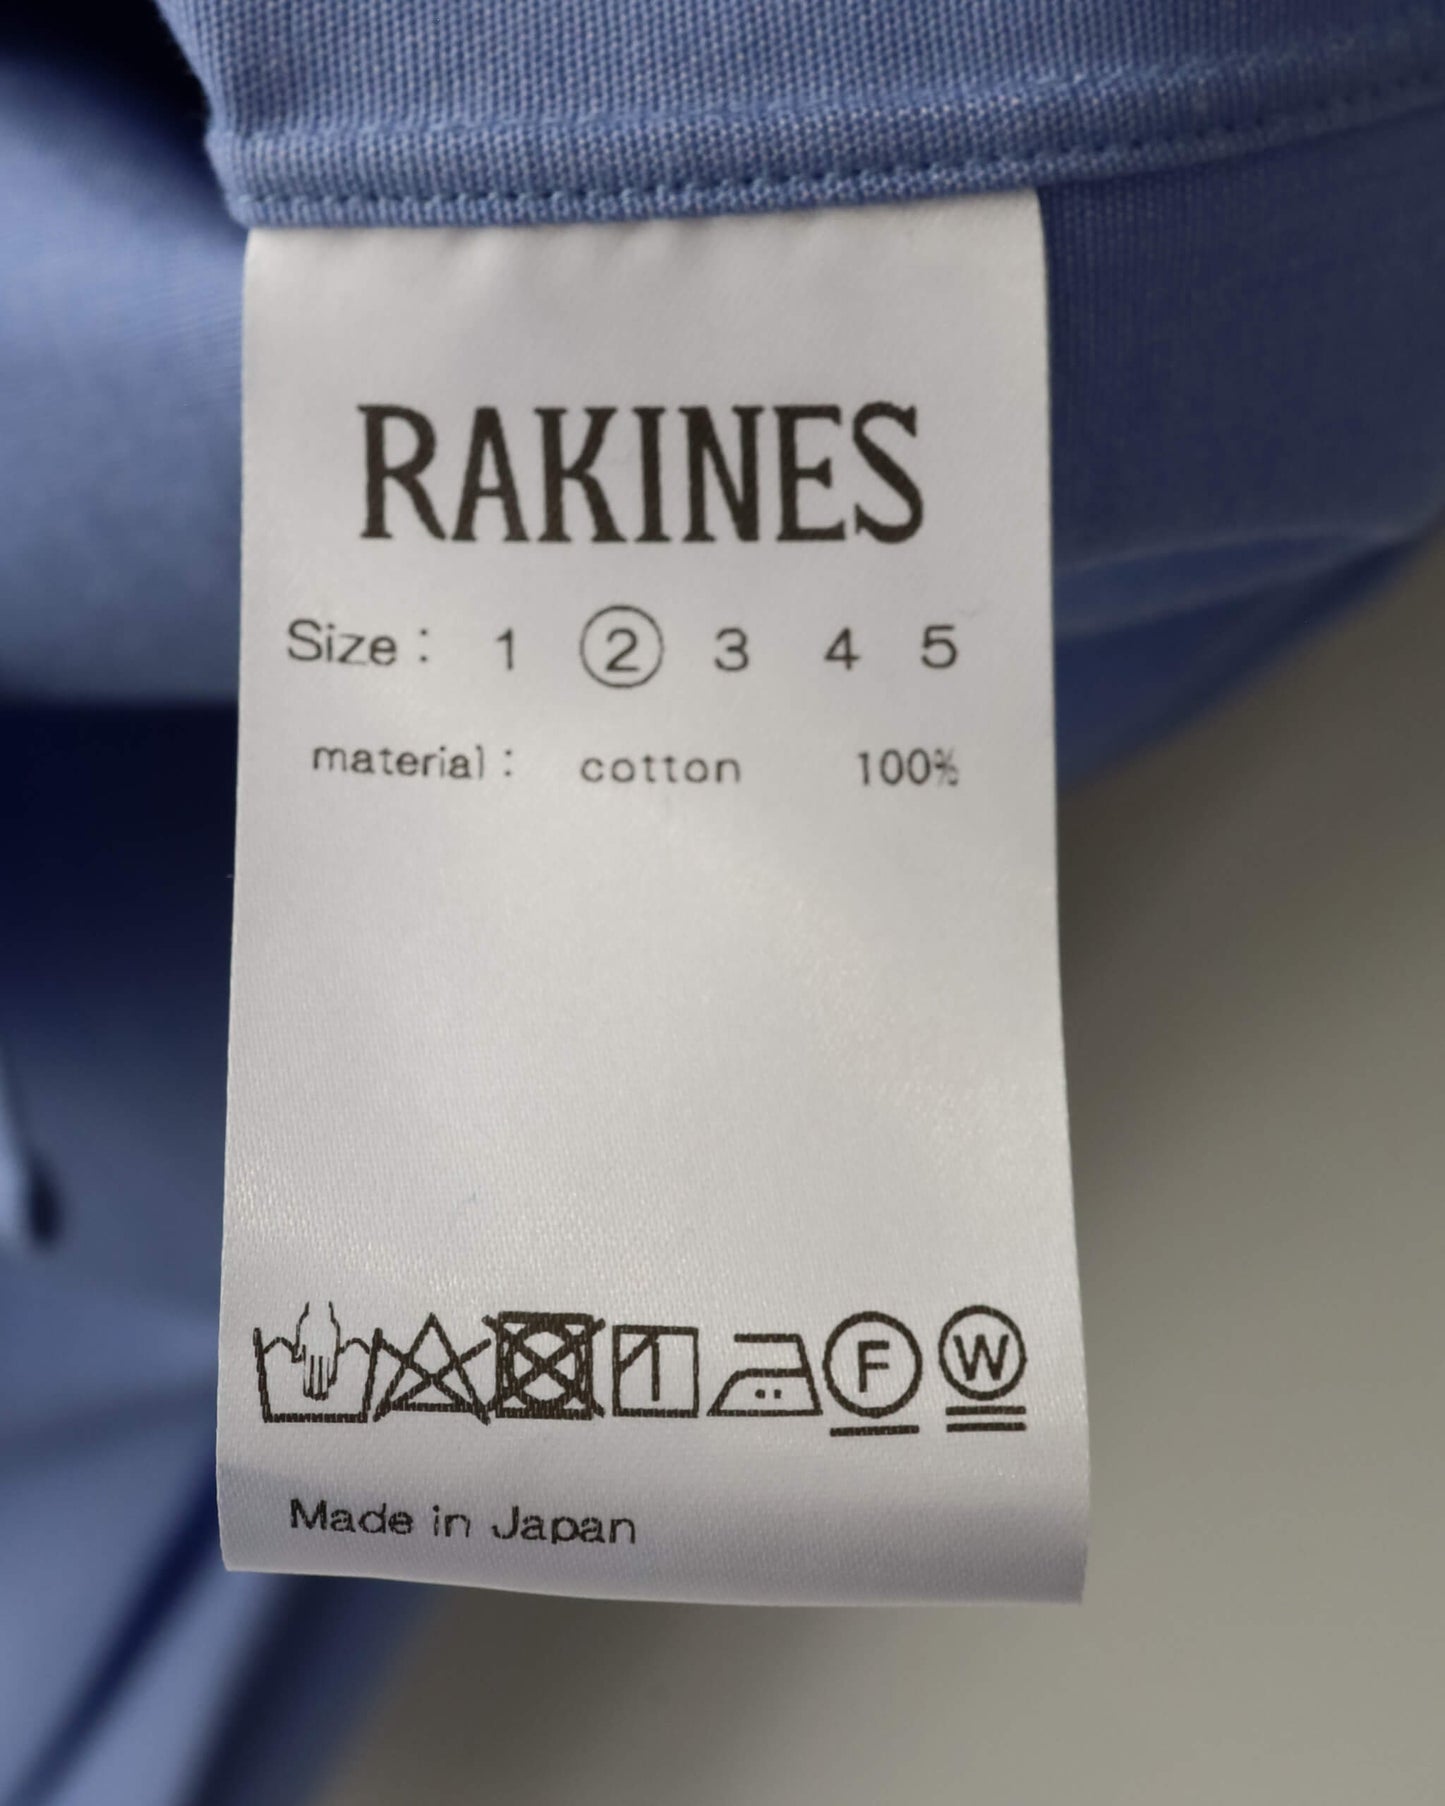 RAKINES
Size: 1 2 3 4 5
material: cotton 100%
F W
Made in Japan